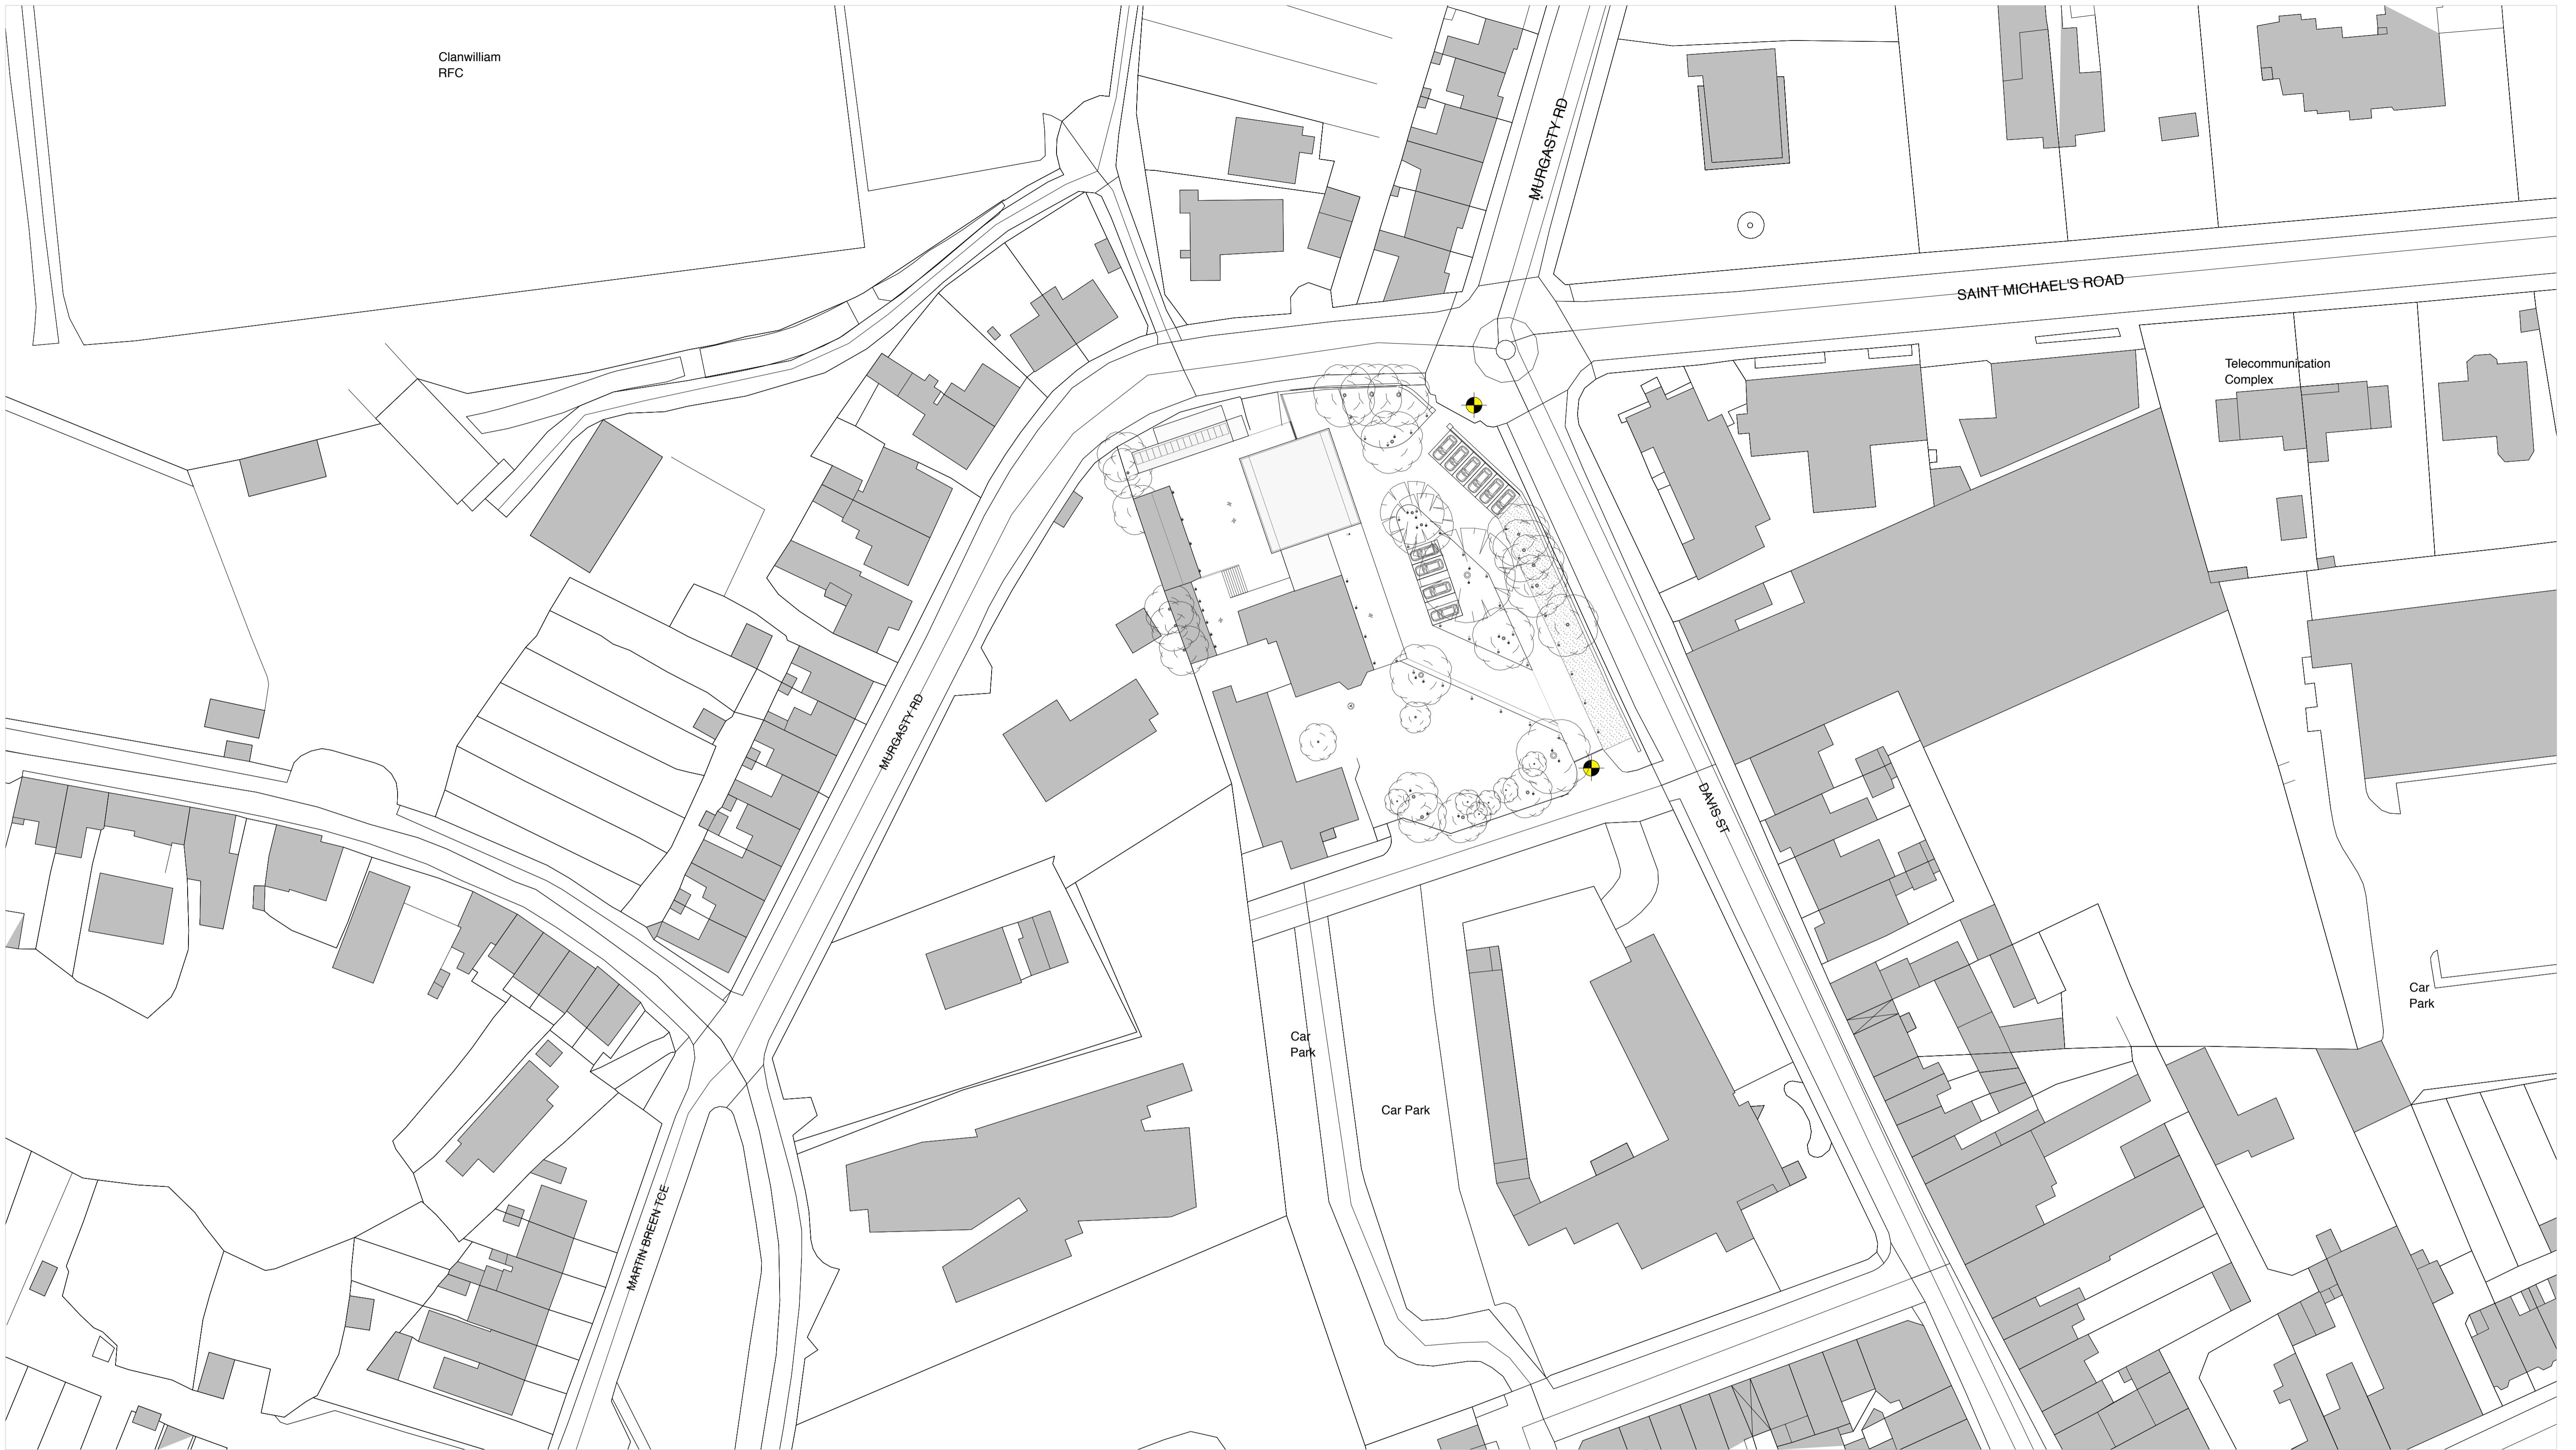 Clanwilliam
RFC
MURGASTY RD
SAINT MICHAEL'S ROAD
Telecommunication
Complex
MURGASTY RD
DAVIS ST
Car
Park
Car
Park
Car Park
MARTIN BREEN TCE